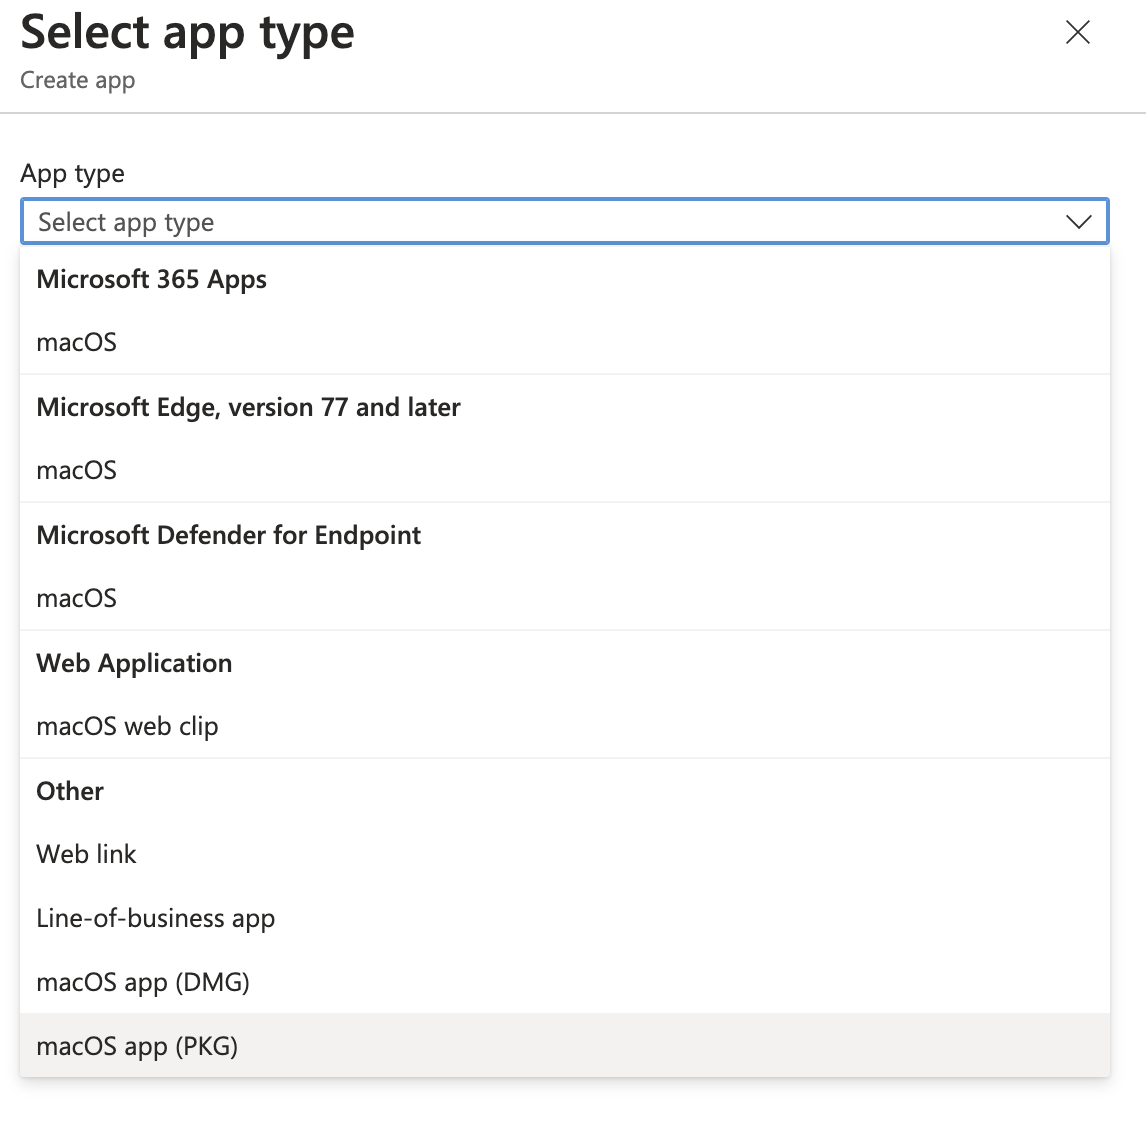 Select app type
Create app
App type
Select app type
Microsoft 365 Apps
macOS
Microsoft Edge, version 77 and later
macOS
Microsoft Defender for Endpoint
macOS
Web Application
macOS web clip
Other
Web link
Line-of-business app
macOS app (DMG)
macOS app (PKG)